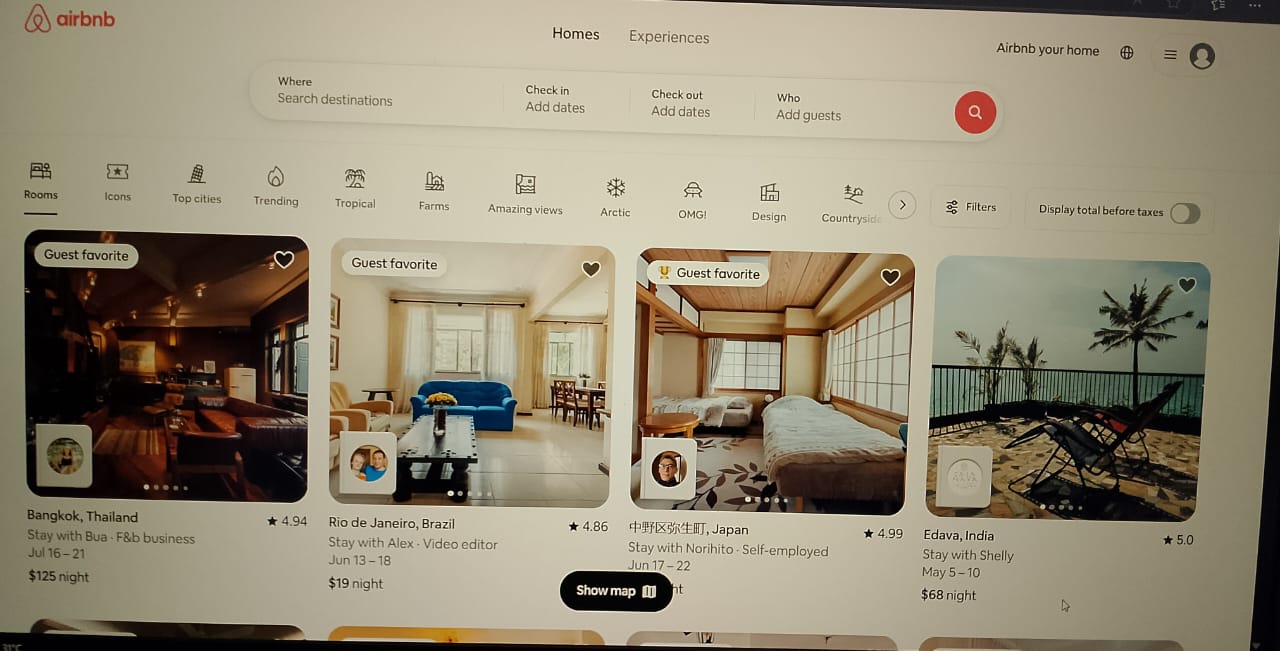 airbnb
Homes
Experiences
Airbnb your home
Where
Search destinations
Check in
Add dates
Check out
Add dates
Who
Add guests
Rooms
Icons
Top cities
Trending
Tropical
Farms
Amazing views
Arctic
OMG!
Design
Countryside
Filters
Display total before taxes
Guest favorite
Guest favorite
Guest favorite
Bangkok, Thailand
★ 4.94
Stay with Bua · F&b business
Jul 16 – 21
$125 night
Rio de Janeiro, Brazil
★ 4.86
Stay with Alex · Video editor
Jun 13 – 18
$19 night
中野区弥生町, Japan
★ 4.99
Stay with Norihito · Self-employed
Jun 17 – 22
ht
Edava, India
★ 5.0
Stay with Shelly
May 5 – 10
$68 night
Show map
31°C